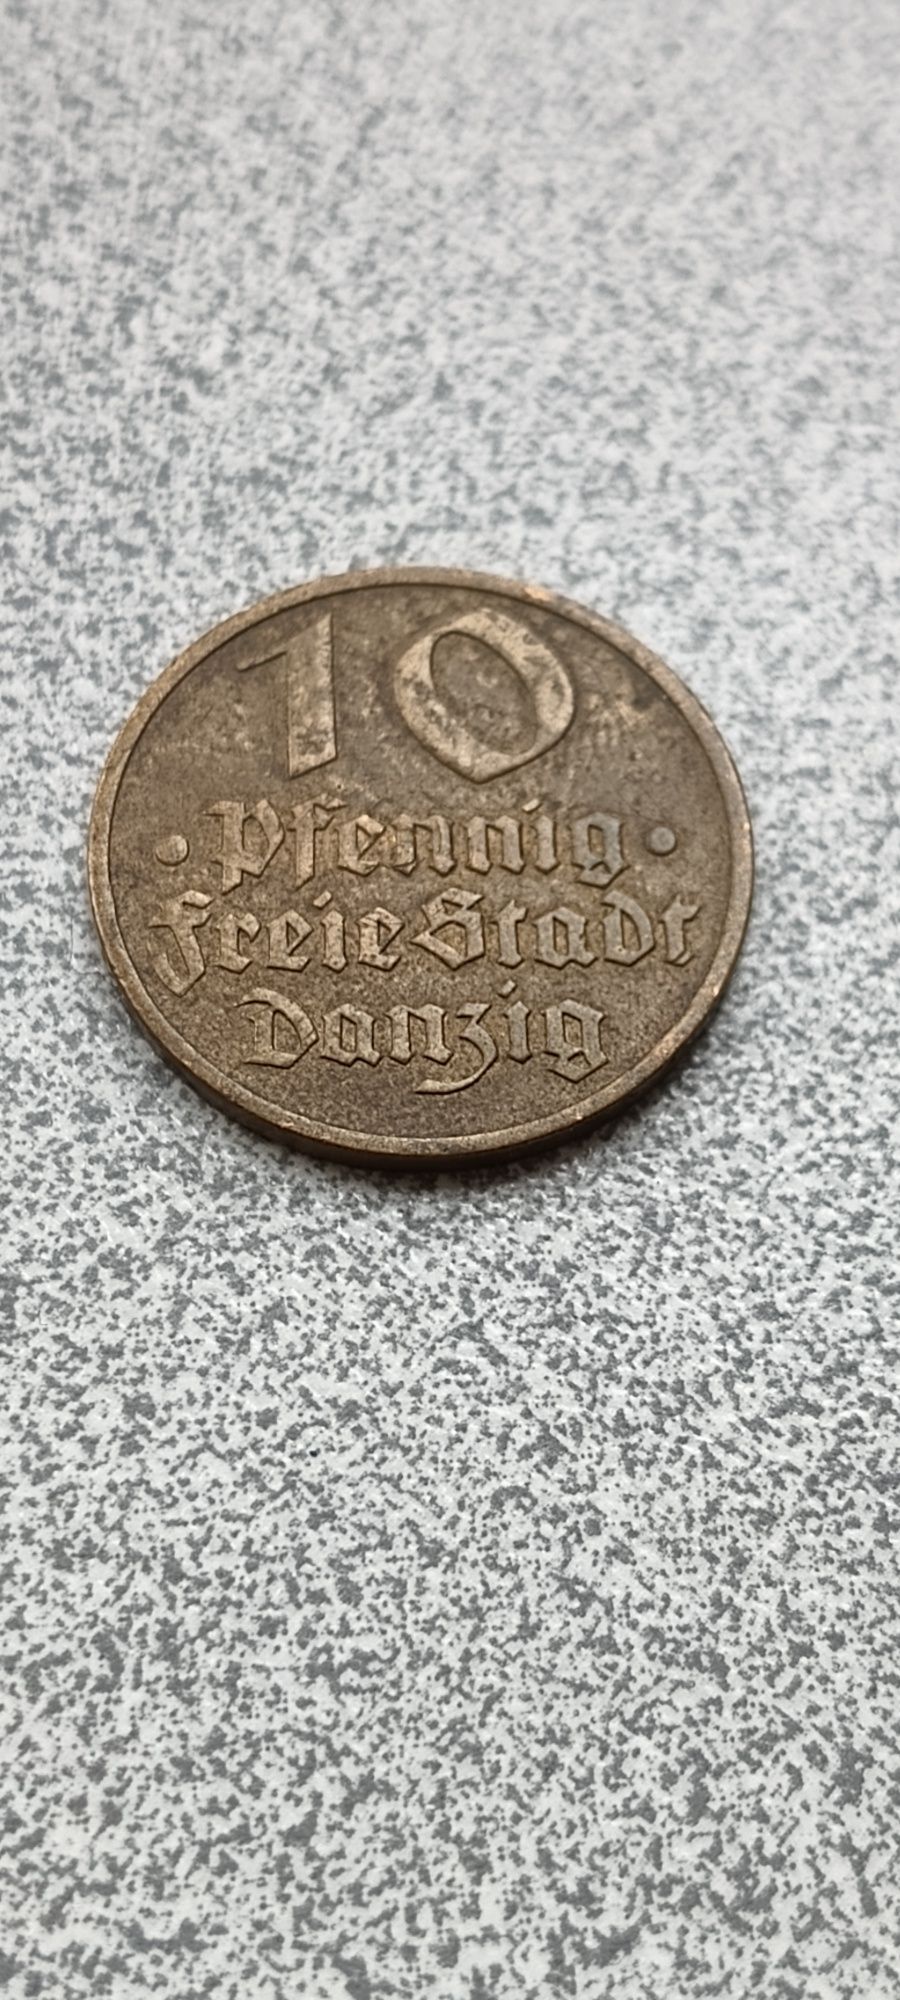 10
• Pfennig •
Freie Stadt
Danzig